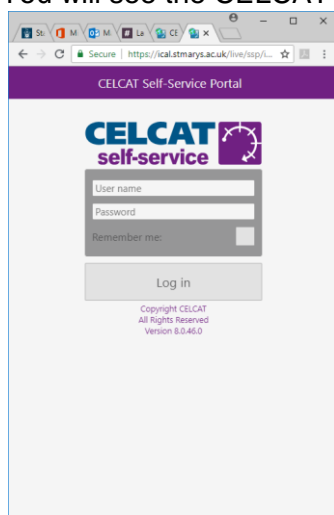 You will see the CELCAT
St M M La CE
Secure https://ical.stmarys.ac.uk/live/ssp/i...
CELCAT Self-Service Portal
CELCAT
self-service
User name
Password
Remember me:
Log in
Copyright CELCAT
All Rights Reserved
Version 8.0.46.0